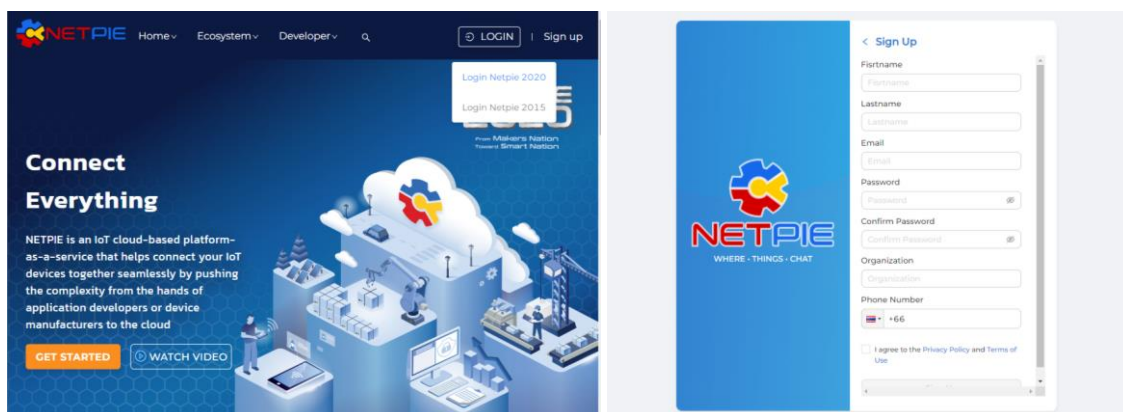 NETPIE
Home
Ecosystem
Developer
LOGIN
|
Sign up
Login Netpie 2020
Login Netpie 2015
From Makers Nation
Toward Smart Nation
Connect
Everything
NETPIE is an IoT cloud-based platform-
as-a-service that helps connect your IoT
devices together seamlessly by pushing
the complexity from the hands of
application developers or device
manufacturers to the cloud
GET STARTED
WATCH VIDEO
NETPIE
WHERE • THINGS • CHAT
< Sign Up
Fisrtname
Fisrtname
Lastname
Lastname
Email
Email
Password
Password
Confirm Password
Confirm Password
Organization
Organization
Phone Number
+66
I agree to the Privacy Policy and Terms of
Use